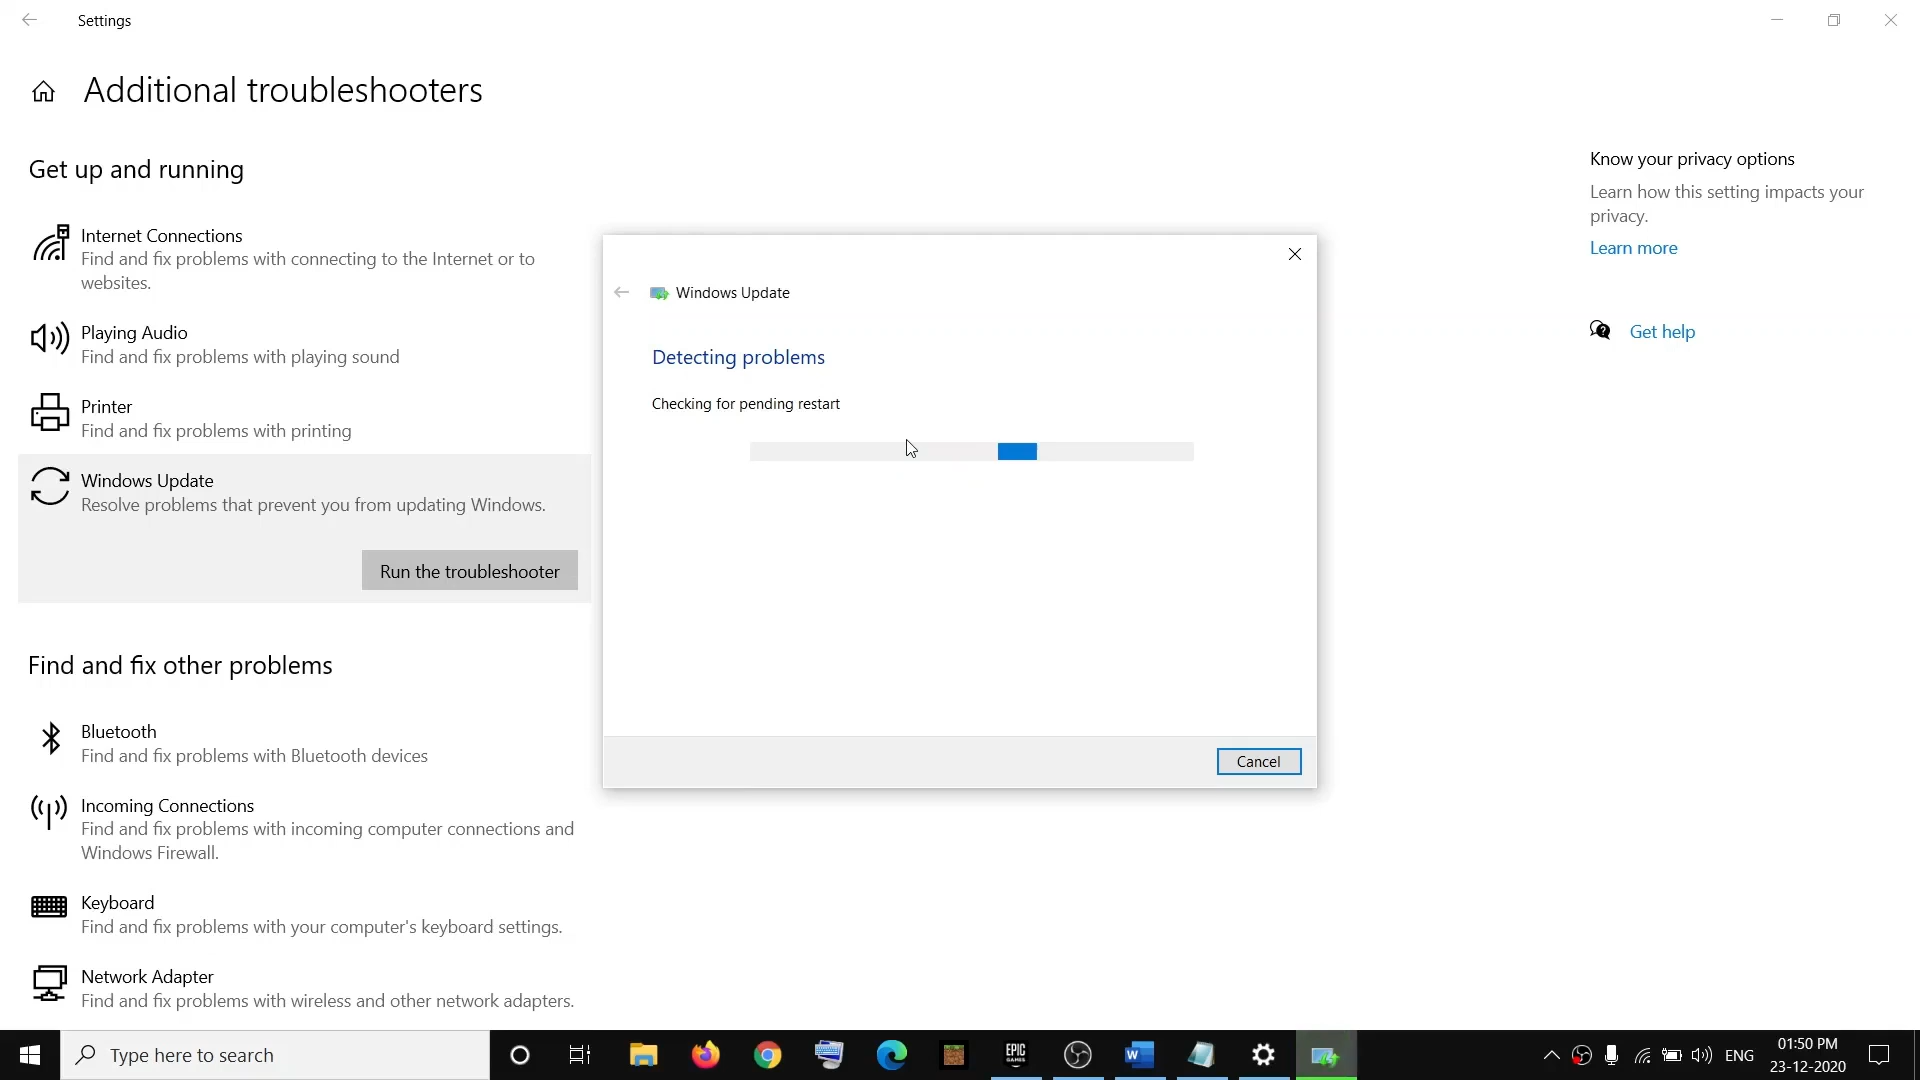 Settings
Additional troubleshooters
Get up and running
Internet Connections
Find and fix problems with connecting to the Internet or to
websites.
Playing Audio
Find and fix problems with playing sound
Printer
Find and fix problems with printing
Windows Update
Resolve problems that prevent you from updating Windows.
Run the troubleshooter
Find and fix other problems
Bluetooth
Find and fix problems with Bluetooth devices
Incoming Connections
Find and fix problems with incoming computer connections and
Windows Firewall.
Keyboard
Find and fix problems with your computer's keyboard settings.
Network Adapter
Find and fix problems with wireless and other network adapters.
Windows Update
Detecting problems
Checking for pending restart
Cancel
Know your privacy options
Learn how this setting impacts your
privacy.
Learn more
Get help
Type here to search
EPIC
GAMES
W
ENG
01:50 PM
23-12-2020